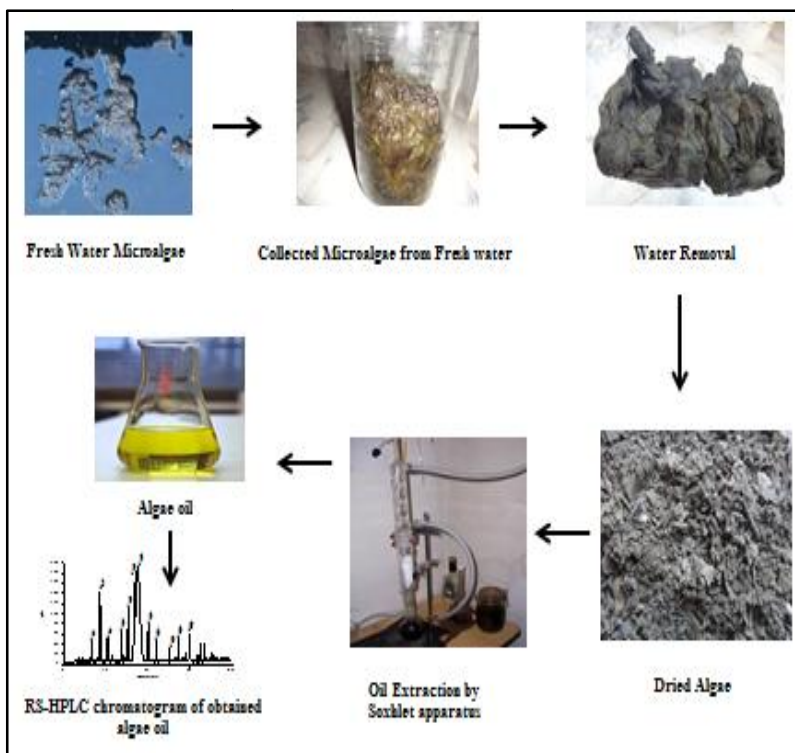 Fresh Water Microalgae
Collected Microalgae from Fresh water
Water Removal
Algae oil
Oil Extraction by
Soxhlet apparatus
Dried Algae
RS-HPLC chromatogram of obtained
algae oil